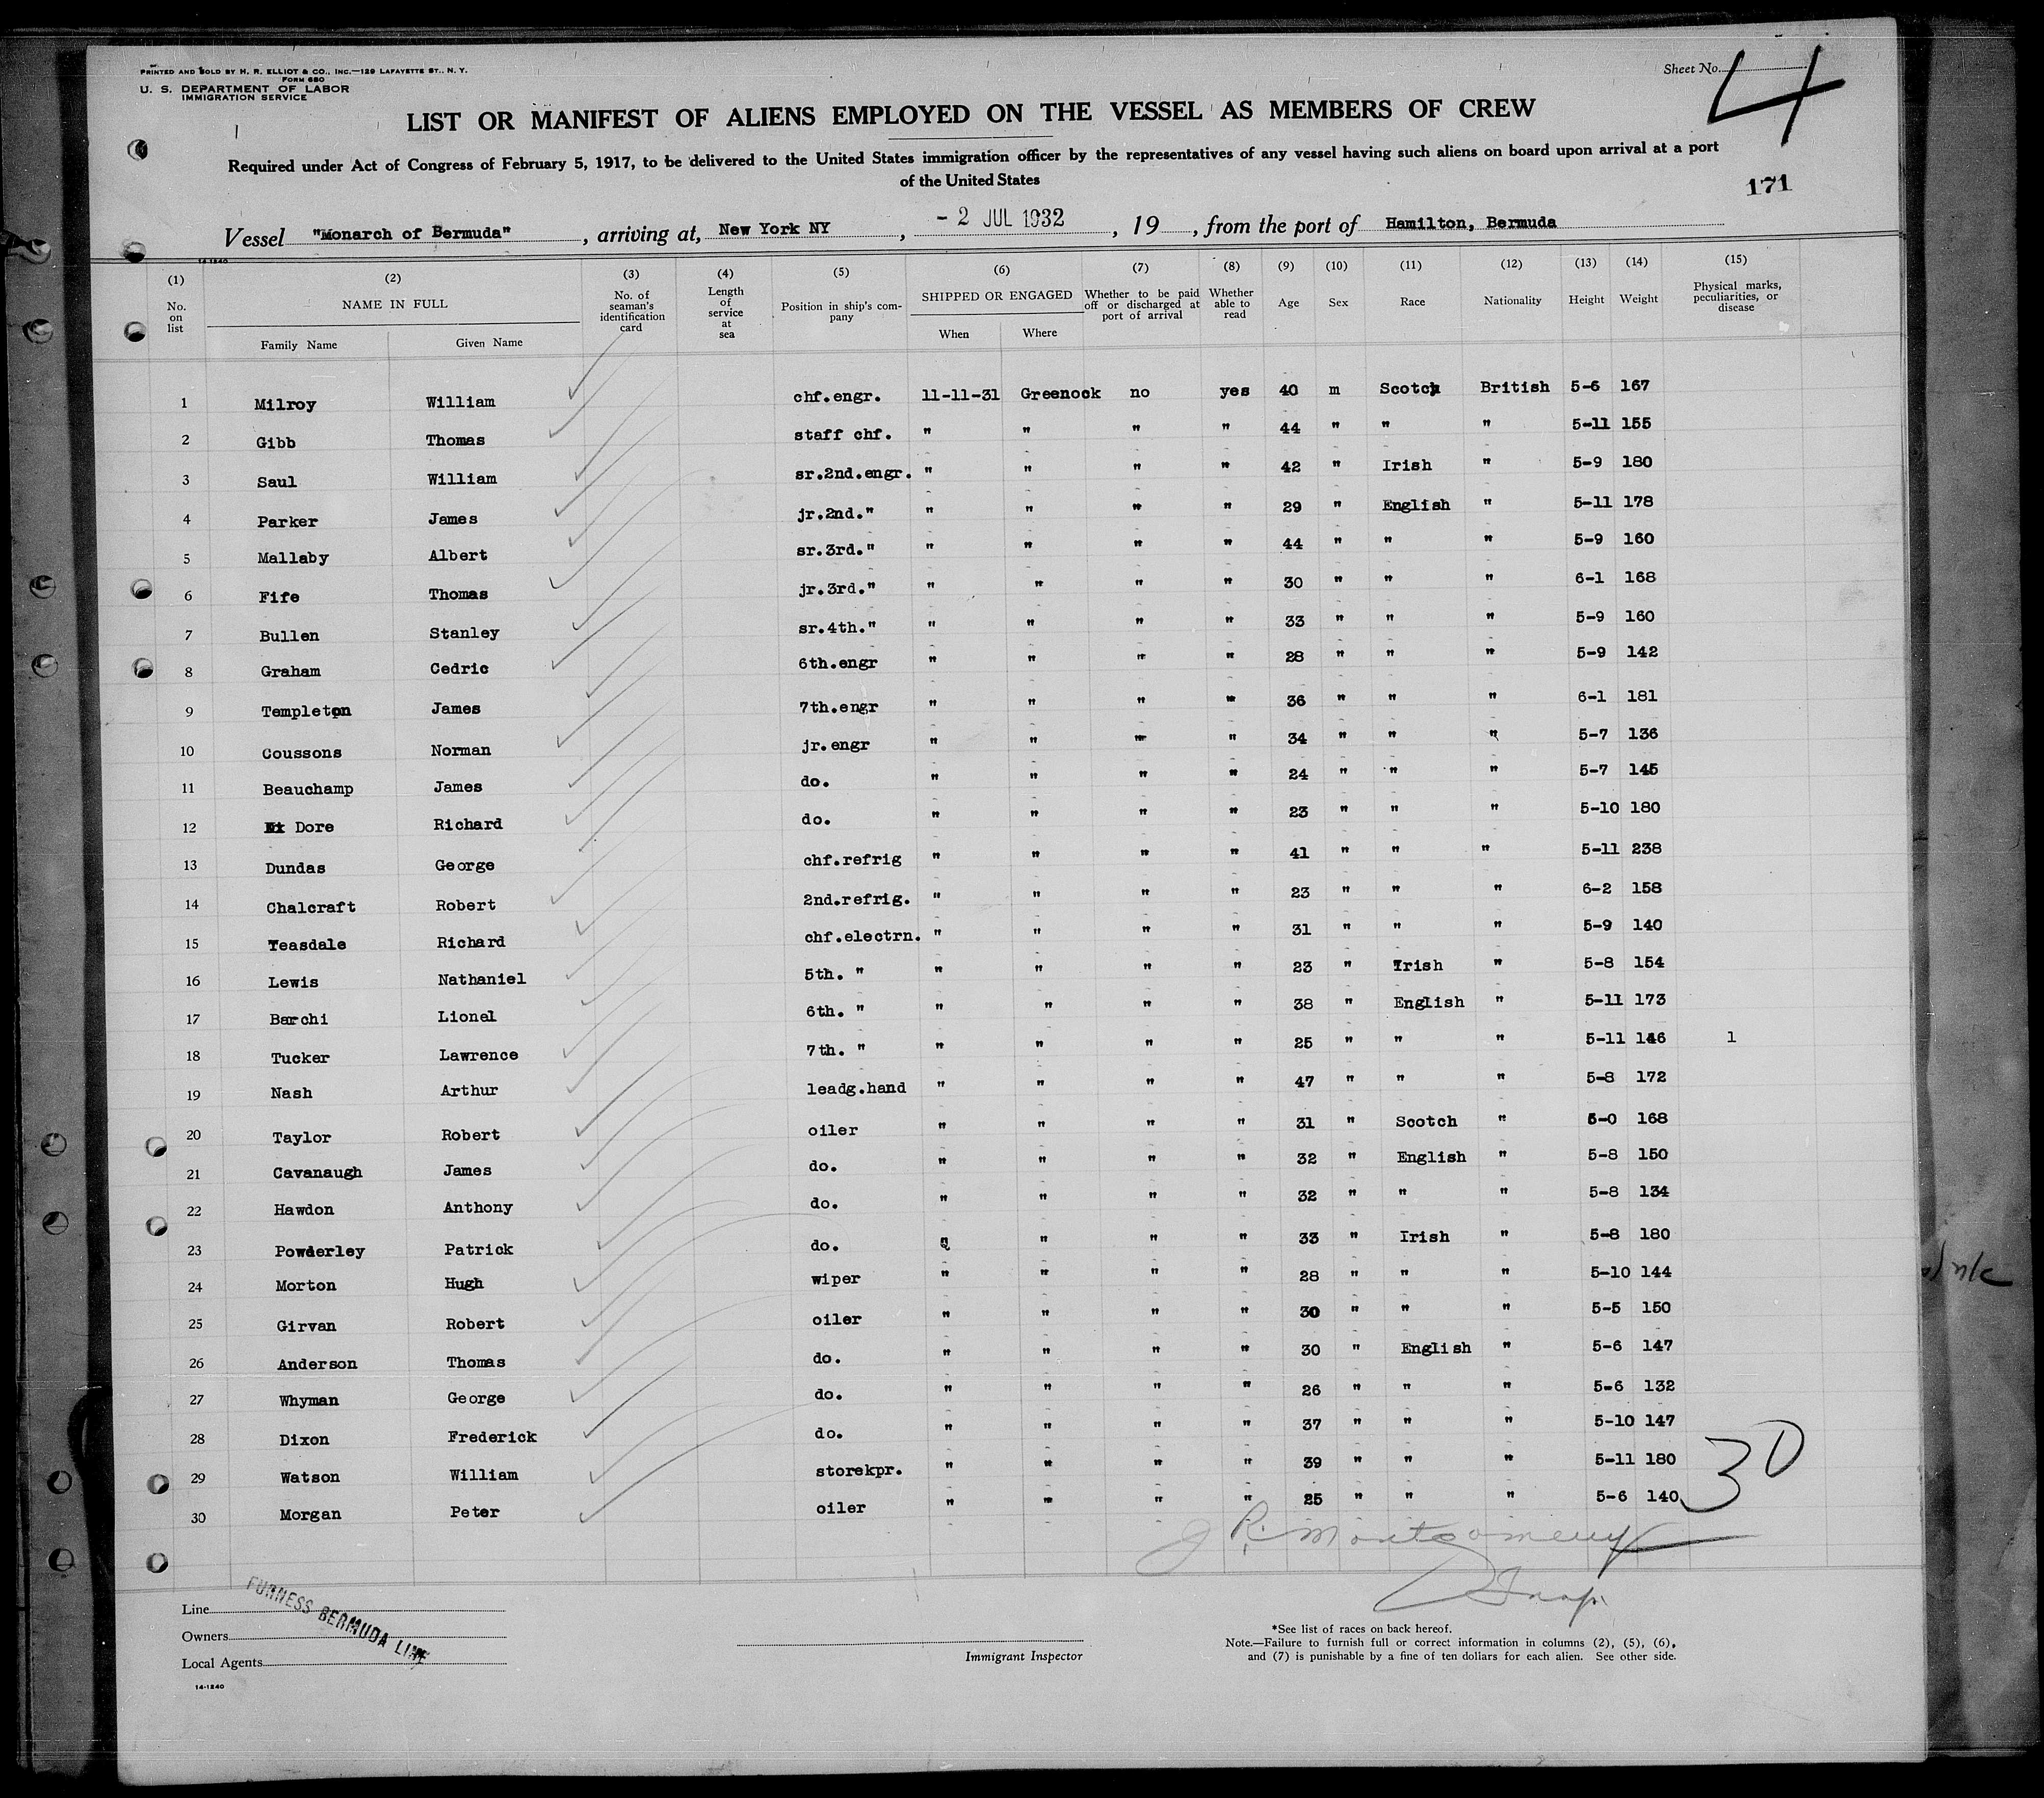 PRINTED AND SOLD BY H. R. ELLIOT & CO., INC.—129 LAFAYETTE ST., N. Y.
FORM 680
U. S. DEPARTMENT OF LABOR
IMMIGRATION SERVICE
Sheet No. 4
LIST OR MANIFEST OF ALIENS EMPLOYED ON THE VESSEL AS MEMBERS OF CREW
Required under Act of Congress of February 5, 1917, to be delivered to the United States immigration officer by the representatives of any vessel having such aliens on board upon arrival at a port
of the United States
171
Vessel "Monarch of Bermuda", arriving at, New York NY, - 2 JUL 1932, 19 , from the port of Hamilton, Bermuda
14-1240
(1) (2) (3) (4) (5) (6) (7) (8) (9) (10) (11) (12) (13) (14) (15)
No. on list NAME IN FULL Family Name Given Name No. of seaman's identification card Length of service at sea Position in ship's company SHIPPED OR ENGAGED When Where Whether to be paid off or discharged at port of arrival Whether able to read Age Sex Race Nationality Height Weight Physical marks, peculiarities, or disease
1 Milroy William chf.engr. 11-11-31 Greenock no yes 40 m Scotch British 5-6 167
2 Gibb Thomas staff chf. " " " " 44 " " " 5-11 155
3 Saul William sr.2nd.engr. " " " " 42 " Irish " 5-9 180
4 Parker James jr.2nd." " " " " 29 " English " 5-11 178
5 Mallaby Albert sr.3rd." " " " " 44 " " " 5-9 160
6 Fife Thomas jr.3rd." " " " " 30 " " " 6-1 168
7 Bullen Stanley sr.4th." " " " " 33 " " " 5-9 160
8 Graham Cedric 6th.engr " " " " 28 " " " 5-9 142
9 Templeton James 7th.engr " " " " 36 " " " 6-1 181
10 Coussons Norman jr.engr " " " " 34 " " " 5-7 136
11 Beauchamp James do. " " " " 24 " " " 5-7 145
12 Dore Richard do. " " " " 23 " " " 5-10 180
13 Dundas George chf.refrig " " " " 41 " " " 5-11 238
14 Chalcraft Robert 2nd.refrig. " " " " 23 " " " 6-2 158
15 Teasdale Richard chf.electrn. " " " " 31 " " " 5-9 140
16 Lewis Nathaniel 5th. " " " " " 23 " Irish " 5-8 154
17 Barchi Lionel 6th. " " " " " 38 " English " 5-11 173
18 Tucker Lawrence 7th. " " " " " 25 " " " 5-11 146 1
19 Nash Arthur leadg.hand " " " " 47 " " " 5-8 172
20 Taylor Robert oiler " " " " 31 " Scotch " 5-0 168
21 Cavanaugh James do. " " " " 32 " English " 5-8 150
22 Hawdon Anthony do. " " " " 32 " " " 5-8 134
23 Powderley Patrick do. " " " " 33 " Irish " 5-8 180
24 Morton Hugh wiper " " " " 28 " " " 5-10 144
25 Girvan Robert oiler " " " " 30 " " " 5-5 150
26 Anderson Thomas do. " " " " 30 " English " 5-6 147
27 Whyman George do. " " " " 26 " " " 5-6 132
28 Dixon Frederick do. " " " " 37 " " " 5-10 147
29 Watson William storekpr. " " " " 39 " " " 5-11 180
30 Morgan Peter oiler " " " " 25 " " " 5-6 140
30
J R. Montgomery
Insp.
Line
Owners
Local Agents
FURNESS BERMUDA LINE
14-1240
Immigrant Inspector
*See list of races on back hereof.
Note.—Failure to furnish full or correct information in columns (2), (5), (6),
and (7) is punishable by a fine of ten dollars for each alien. See other side.